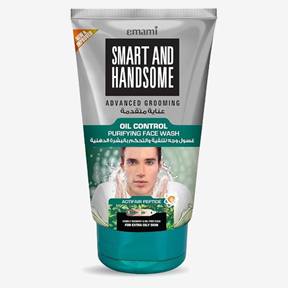 emami
SMART AND
HANDSOME
ADVANCED GROOMING
عناية متقدمة
OIL CONTROL
PURIFYING FACE WASH
غسول وجه للتنقية والتحكم بالبشرة الدهنية
ACTIFAIR PEPTIDE
FOR EXTRA OILY SKIN